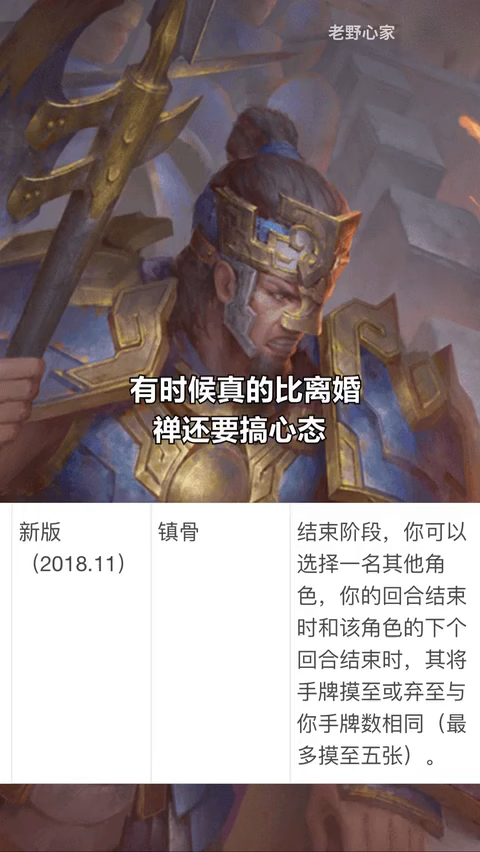 老野心家
有时候真的比离婚
禅还要搞心态
新版
（2018.11）
镇骨
结束阶段，你可以
选择一名其他角
色，你的回合结束
时和该角色的下个
回合结束时，其将
手牌摸至或弃至与
你手牌数相同（最
多摸至五张）。